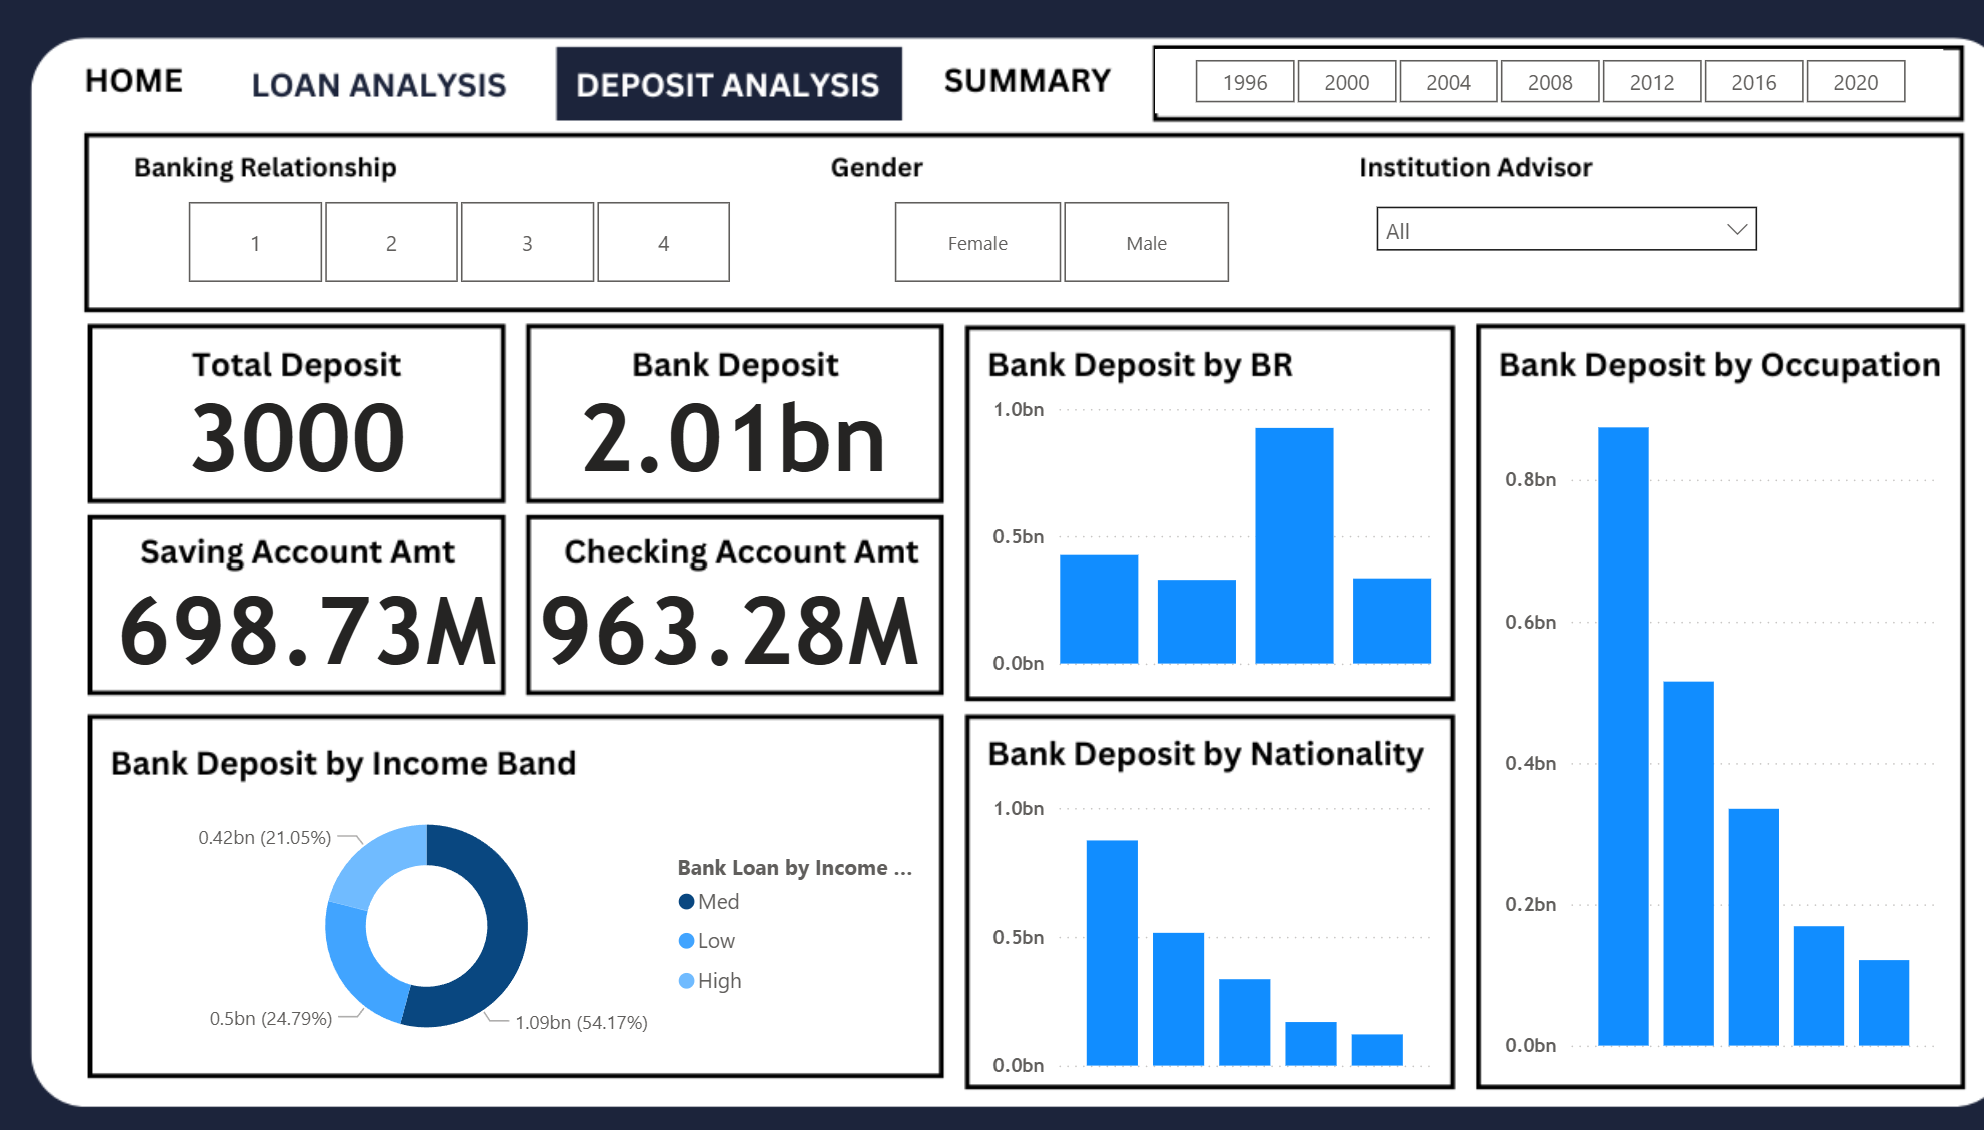 HOME
LOAN ANALYSIS
DEPOSIT ANALYSIS
SUMMARY
1996 2000 2004 2008 2012 2016 2020
Banking Relationship
1 2 3 4
Gender
Female Male
Institution Advisor
All
Total Deposit
3000
Bank Deposit
2.01bn
Saving Account Amt
698.73M
Checking Account Amt
963.28M
Bank Deposit by BR
1.0bn
0.5bn
0.0bn
Bank Deposit by Occupation
0.8bn
0.6bn
0.4bn
0.2bn
0.0bn
Bank Deposit by Income Band
0.42bn (21.05%)
0.5bn (24.79%)
1.09bn (54.17%)
Bank Loan by Income ...
Med
Low
High
Bank Deposit by Nationality
1.0bn
0.5bn
0.0bn